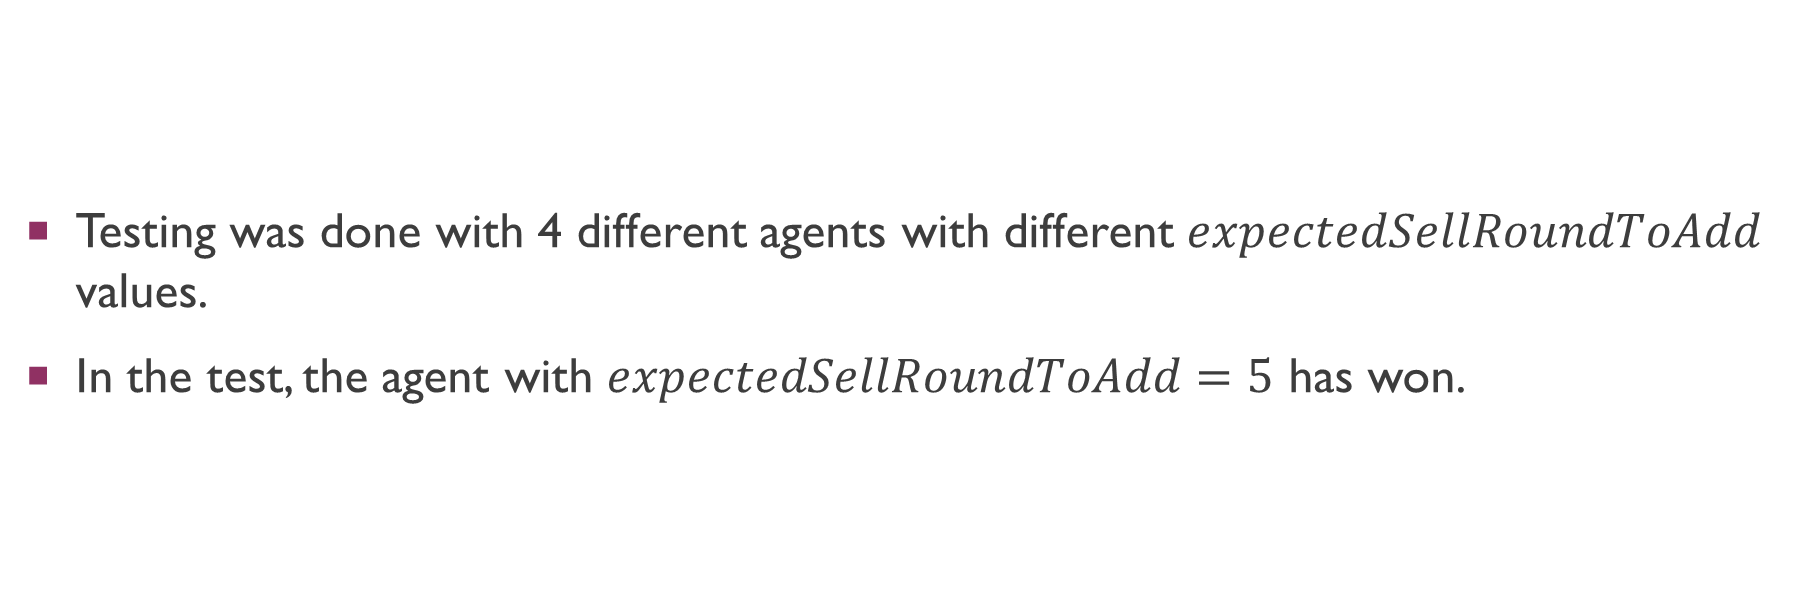 ▪ Testing was done with 4 different agents with different expectedSellRoundToAdd
values.
▪ In the test, the agent with expectedSellRoundToAdd = 5 has won.